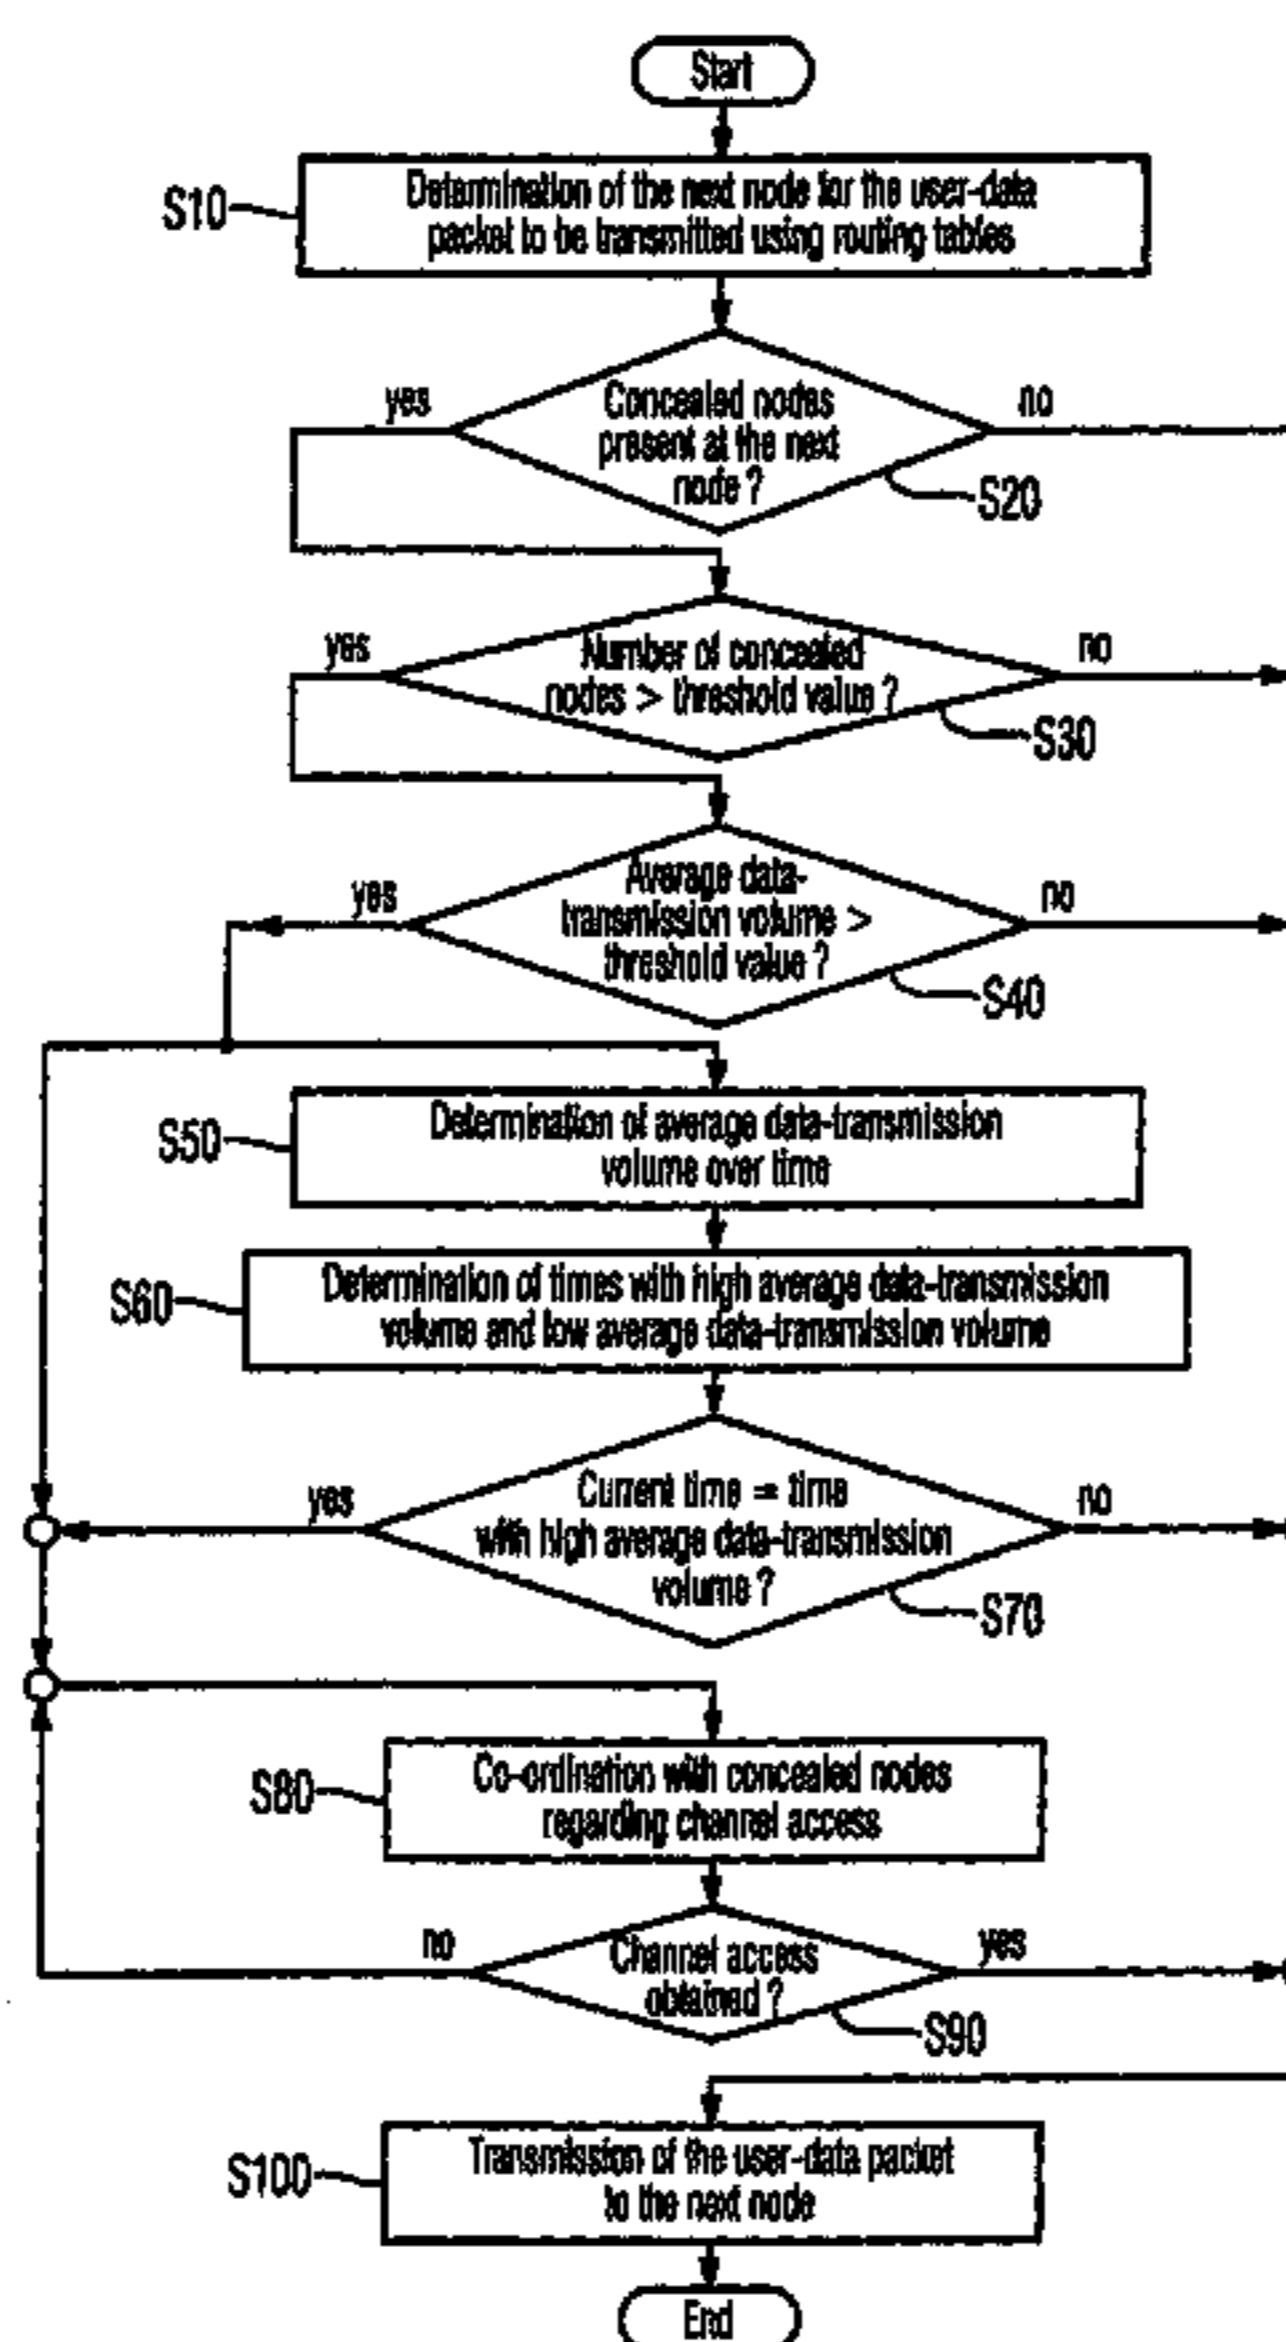 Start
S10
Determination of the next node for the user-data
packet to be transmitted using routing tables
yes
Concealed nodes
present at the next
node ?
no
S20
yes
Number of concealed
nodes > threshold value ?
no
S30
yes
Average data-
transmission volume >
threshold value ?
no
S40
S50
Determination of average data-transmission
volume over time
S60
Determination of times with high average data-transmission
volume and low average data-transmission volume
yes
Current time = time
with high average data-transmission
volume ?
no
S70
S80
Co-ordination with concealed nodes
regarding channel access
no
Channel access
obtained ?
yes
S90
S100
Transmission of the user-data packet
to the next node
End